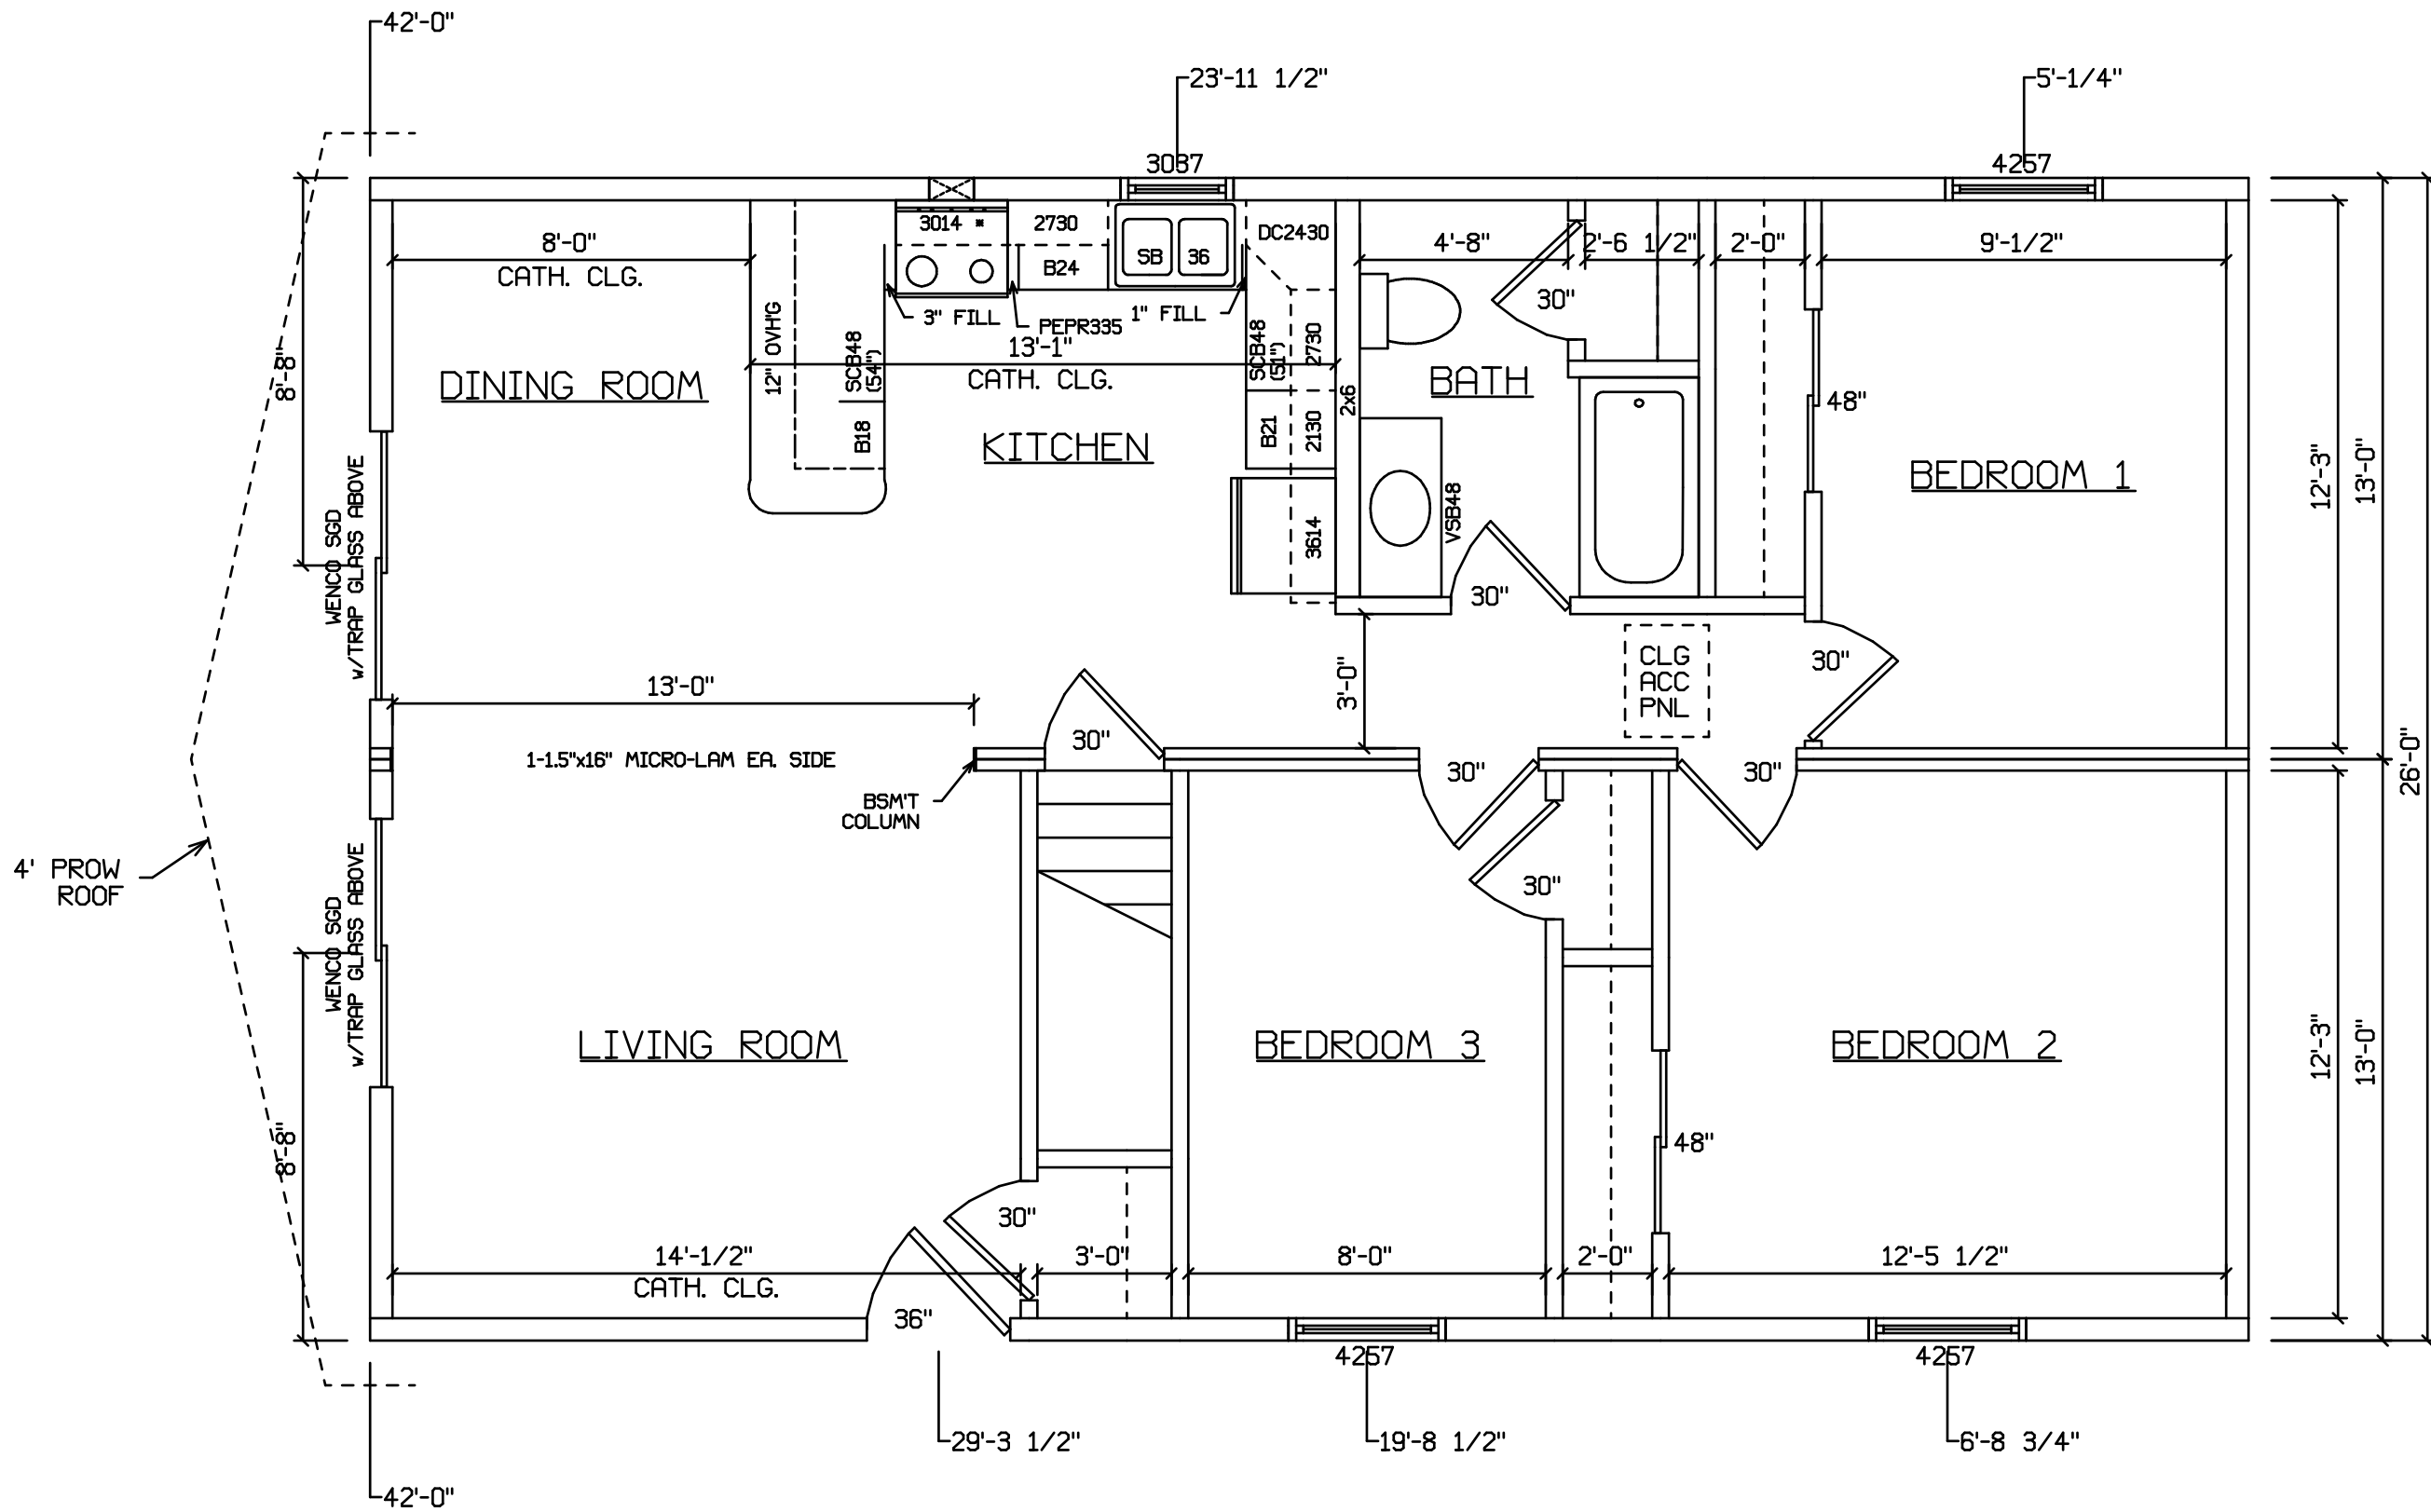 42'-0"
23'-11 1/2"
5'-1/4"
3037
4257
8'-0"
CATH. CLG.
3014 *
2730
DC2430
B24
SB
36
4'-8"
2'-6 1/2"
2'-0"
9'-1/2"
30"
3" FILL
PEPR335
1" FILL
13'-1"
CATH. CLG.
12" OVH'G
SCB48
(54")
B18
SCB48
(51")
2730
B21
2130
2x6
3614
VSB48
8'-8"
DINING ROOM
KITCHEN
BATH
48"
BEDROOM 1
12'-3"
13'-0"
WENCO SGD
w/TRAP GLASS ABOVE
30"
CLG
ACC
PNL
30"
3'-0"
13'-0"
30"
1-1.5"x16" MICRO-LAM EA. SIDE
30"
30"
26'-0"
BSM'T
COLUMN
4' PROW
ROOF
30"
WENCO SGD
w/TRAP GLASS ABOVE
LIVING ROOM
BEDROOM 3
BEDROOM 2
12'-3"
13'-0"
8'-8"
48"
30"
14'-1/2"
CATH. CLG.
3'-0"
8'-0"
2'-0"
12'-5 1/2"
36"
4257
4257
29'-3 1/2"
19'-8 1/2"
6'-8 3/4"
42'-0"